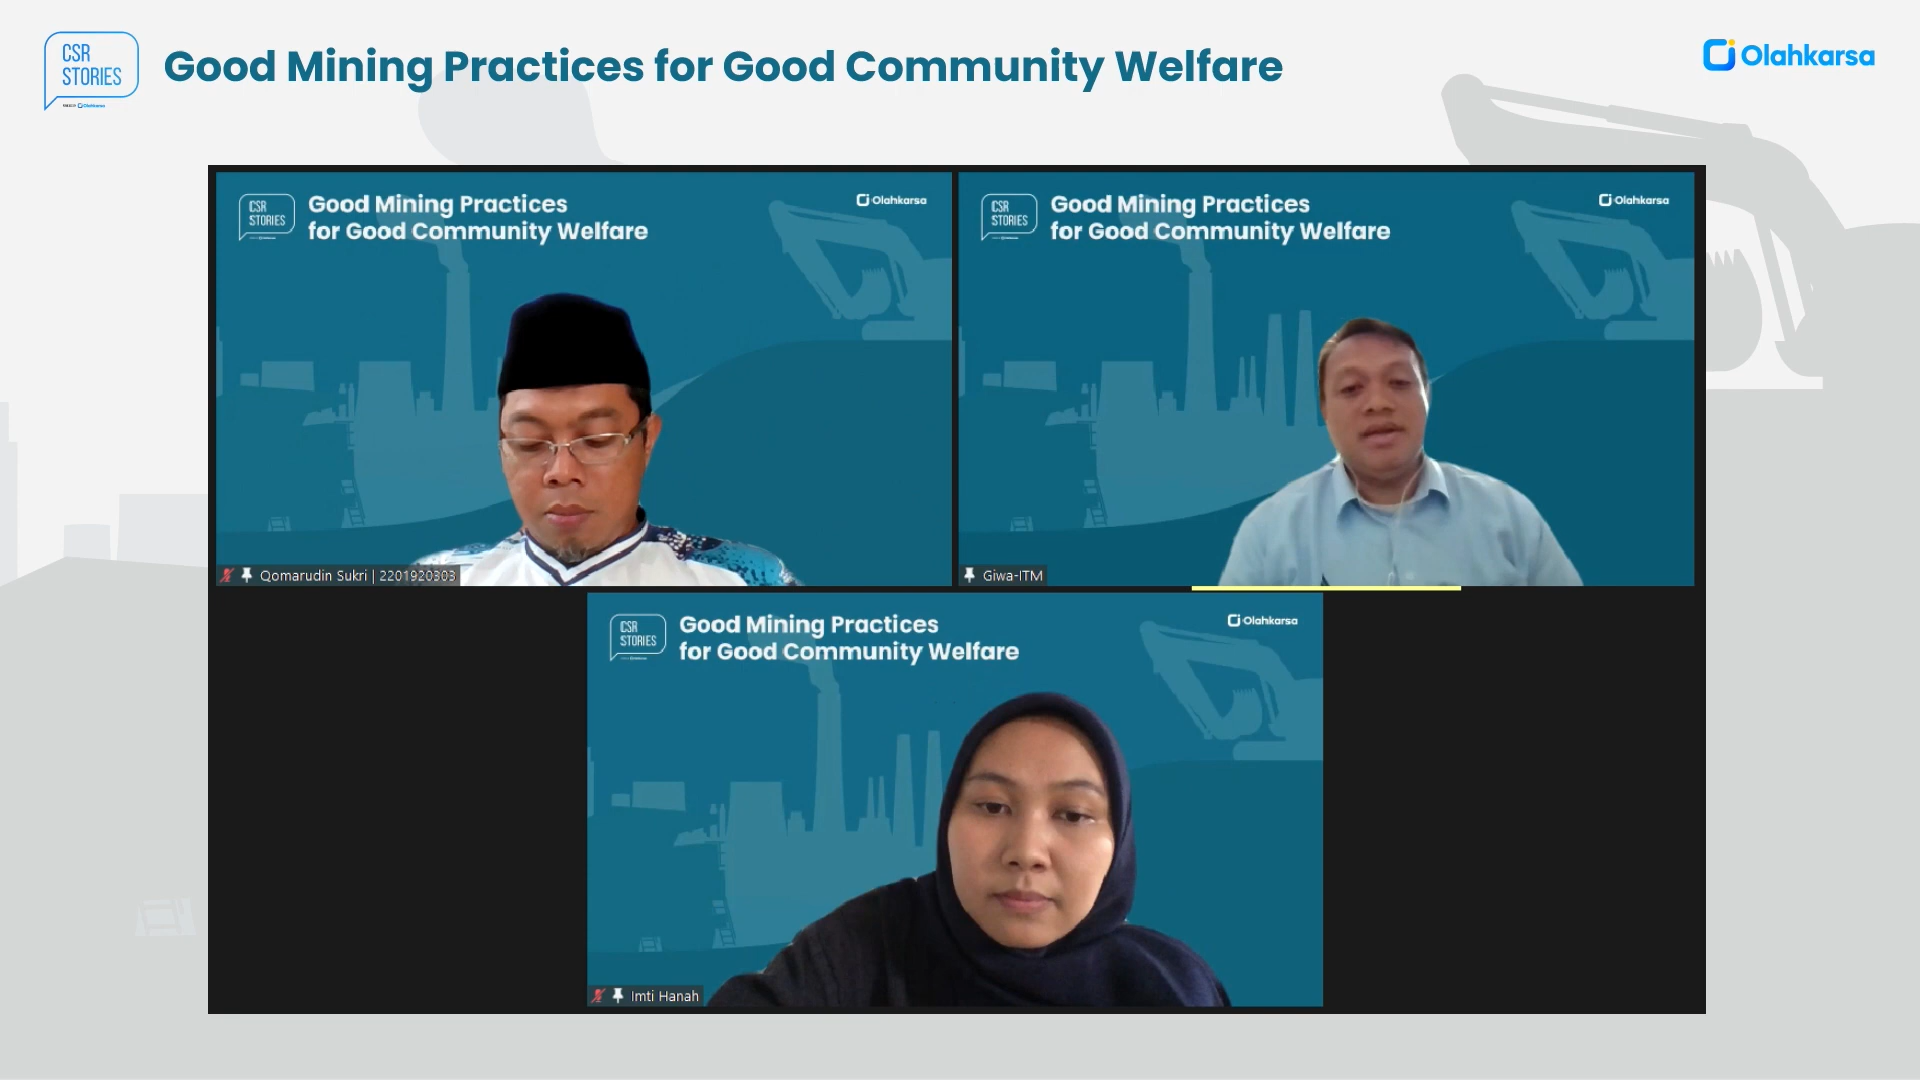 CSR
STORIES
Good Mining Practices for Good Community Welfare
Olahkarsa
Olahkarsa
CSR
STORIES
Good Mining Practices
for Good Community Welfare
Olahkarsa
Qomarudin Sukri | 2201920303
CSR
STORIES
Good Mining Practices
for Good Community Welfare
Olahkarsa
Giwa-ITM
CSR
STORIES
Good Mining Practices
for Good Community Welfare
Olahkarsa
Imti Hanah